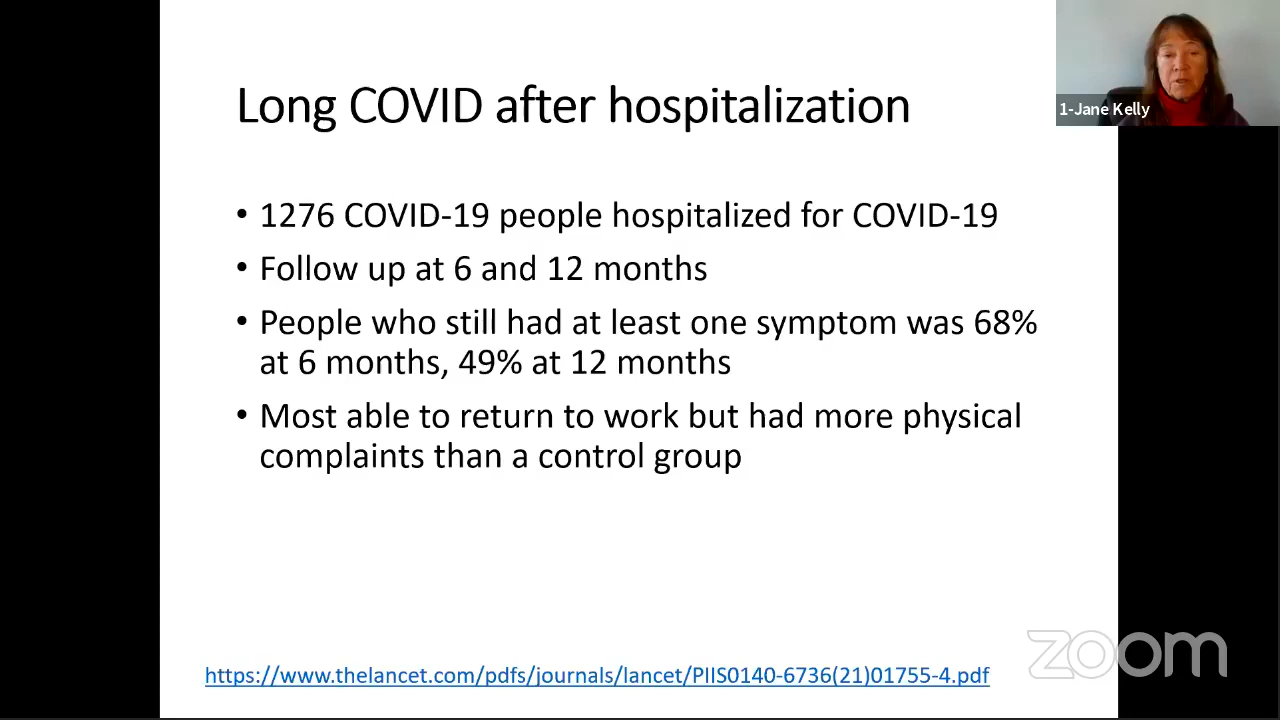 Long COVID after hospitalization
1-Jane Kelly
• 1276 COVID-19 people hospitalized for COVID-19
• Follow up at 6 and 12 months
• People who still had at least one symptom was 68%
at 6 months, 49% at 12 months
• Most able to return to work but had more physical
complaints than a control group
https://www.thelancet.com/pdfs/journals/lancet/PIIS0140-6736(21)01755-4.pdf
zoom